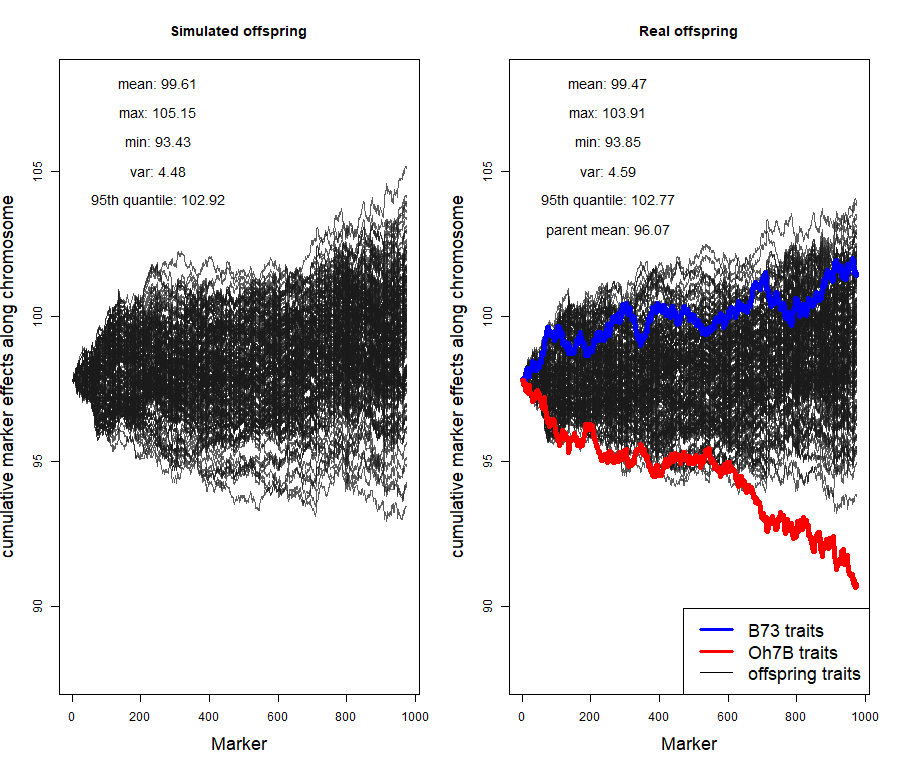 Simulated offspring
mean: 99.61
max: 105.15
min: 93.43
var: 4.48
95th quantile: 102.92
cumulative marker effects along chromosome
105
100
95
90
0 200 400 600 800 1000
Marker
Real offspring
mean: 99.47
max: 103.91
min: 93.85
var: 4.59
95th quantile: 102.77
parent mean: 96.07
cumulative marker effects along chromosome
105
100
95
90
B73 traits
Oh7B traits
offspring traits
0 200 400 600 800 1000
Marker